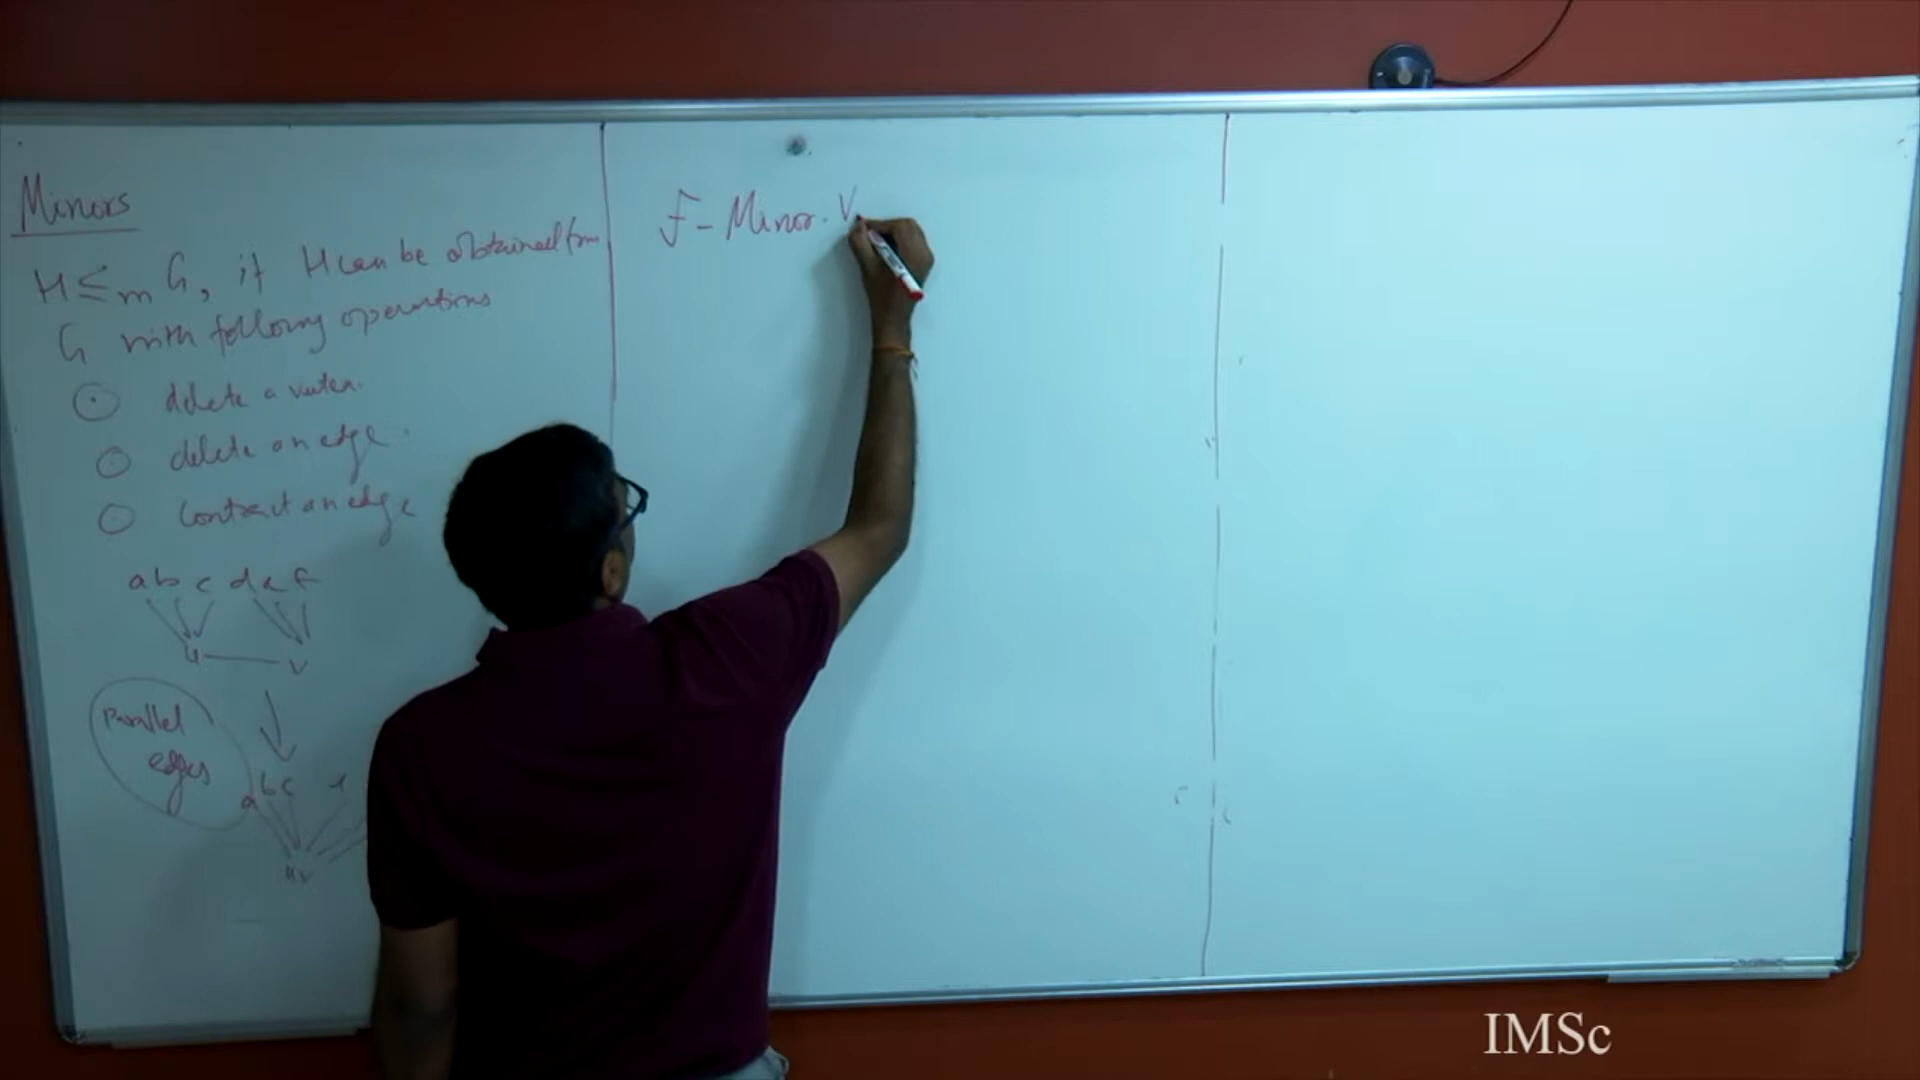 Minors
H ≤m G, if H can be obtained from
G with following operations
delete a vertex.
delete an edge.
contract an edge
a b c d e f
u v
Parallel
edges
a b c
uv
F - Minor. V
IMSc